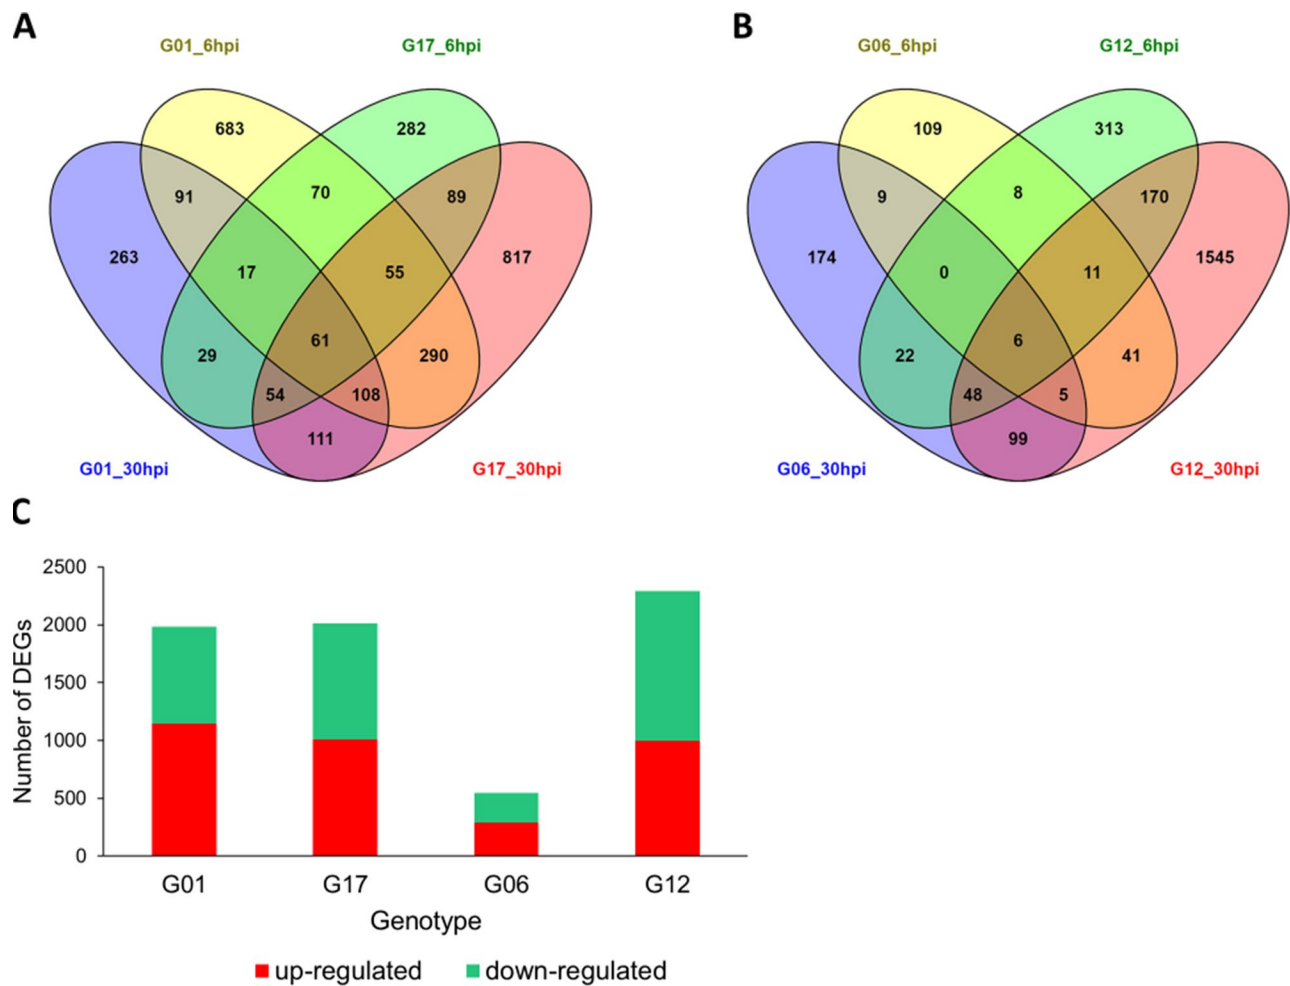 A
B
G01_6hpi
G17_6hpi
G06_6hpi
G12_6hpi
683
282
109
313
91
70
89
9
8
170
263
17
55
817
174
0
11
1545
61
6
29
290
22
41
54
108
48
5
111
99
G01_30hpi
G17_30hpi
G06_30hpi
G12_30hpi
C
2500
2000
1500
1000
500
0
Number of DEGs
G01
G17
G06
G12
Genotype
up-regulated
down-regulated